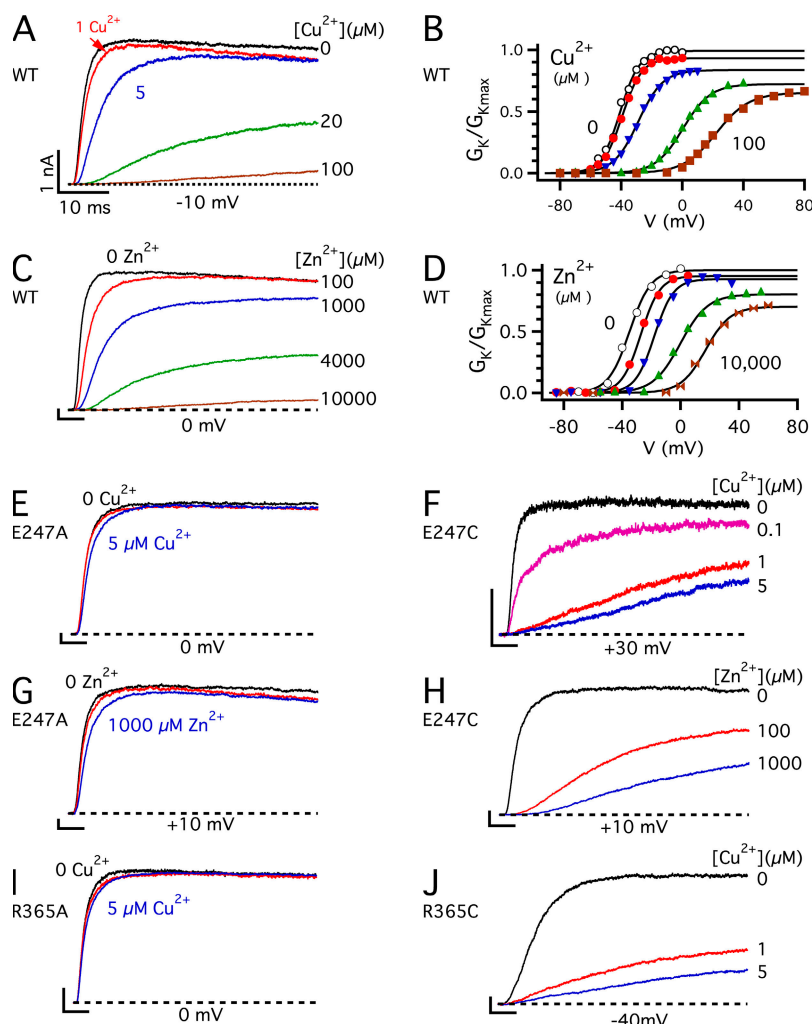 A
1 Cu²⁺
[Cu²⁺](µM)
0
WT
5
20
100
1 nA
10 ms
-10 mV
B
WT
Cu²⁺
(µM )
0
100
G_K/G_Kmax
1.0
0.5
0.0
-80 -40 0 40 80
V (mV)
C
0 Zn²⁺
[Zn²⁺](µM)
WT
100
1000
4000
10000
0 mV
D
WT
Zn²⁺
(µM )
0
10,000
G_K/G_Kmax
1.0
0.5
0.0
-80 -40 0 40 80
V (mV)
E
0 Cu²⁺
E247A
5 µM Cu²⁺
0 mV
F
[Cu²⁺](µM)
0
E247C
0.1
1
5
+30 mV
G
0 Zn²⁺
E247A
1000 µM Zn²⁺
+10 mV
H
[Zn²⁺](µM)
0
E247C
100
1000
+10 mV
I
0 Cu²⁺
R365A
5 µM Cu²⁺
0 mV
J
[Cu²⁺](µM)
0
R365C
1
5
-40mV